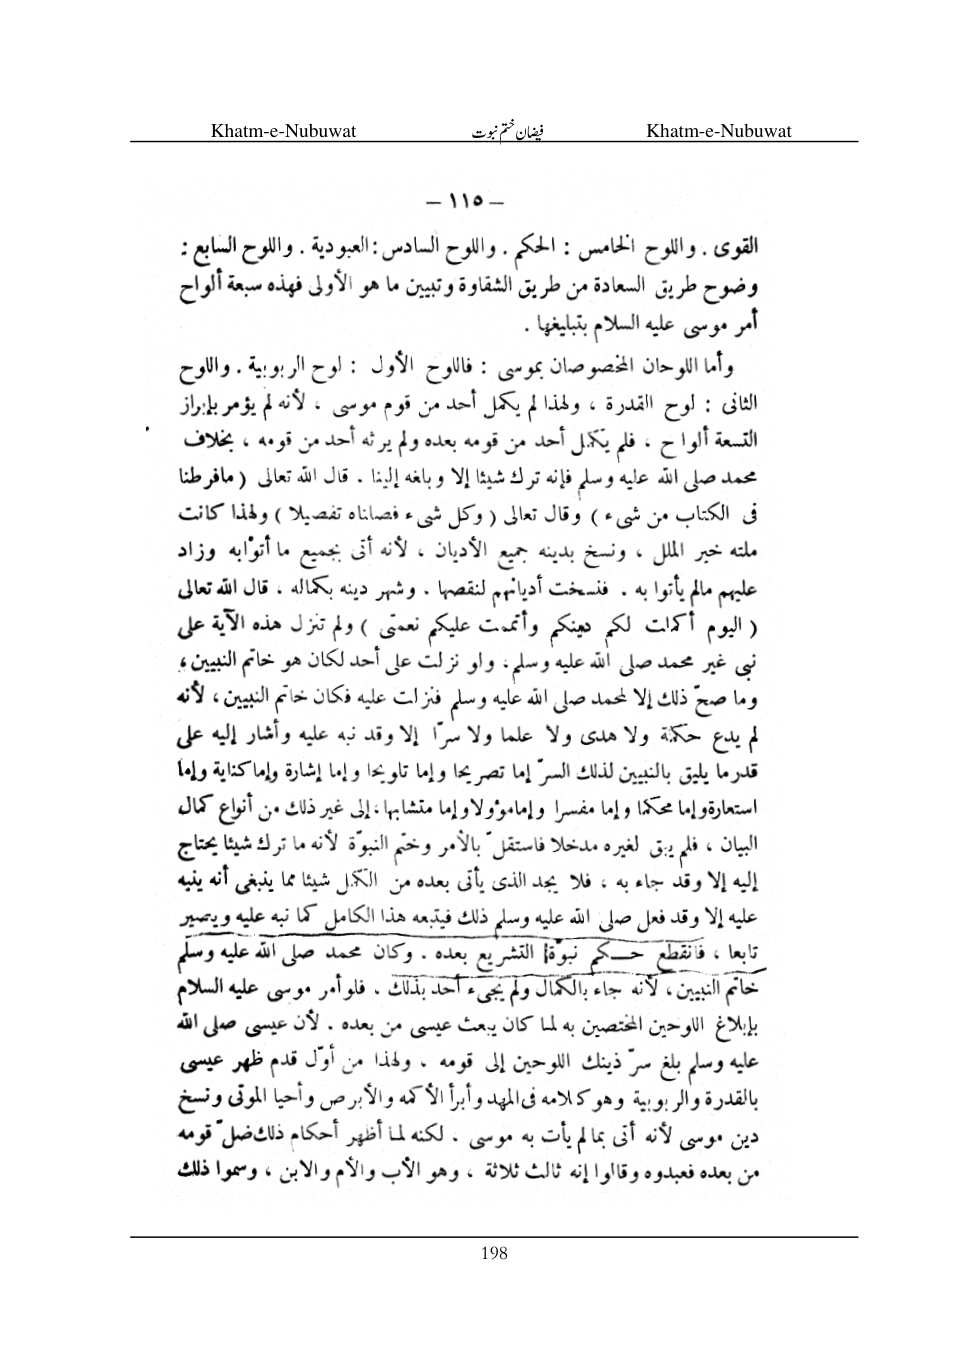 Khatm-e-Nubuwat فیضان ختم نبوت Khatm-e-Nubuwat
– ١١٥ –
القوى . واللوح الخامس : الحكم . واللوح السادس : العبودية . واللوح السابع :
وضوح طريق السعادة من طريق الشقاوة وتبيين ما هو الأولى فهذه سبعة ألواح
أمر موسى عليه السلام بتبليغها .
وأما اللوحان المخصوصان بموسى : فاللوح الأول : لوح الربوبية . واللوح
الثانى : لوح القدرة ، ولهذا لم يكمل أحد من قوم موسى ، لأنه لم يؤمر بإبراز
التسعة ألواح ، فلم يكمل أحد من قومه بعده ولم يرثه أحد من قومه ، بخلاف
محمد صلى الله عليه وسلم فإنه ترك شيئا إلا وبلغه إلينا . قال الله تعالى ( مافرطنا
فى الكتاب من شىء ) وقال تعالى ( وكل شىء فصلناه تفصيلا ) ولهذا كانت
ملته خير الملل ، ونسخ بدينه جميع الأديان ، لأنه أتى بجميع ما أتوا به وزاد
عليهم مالم يأتوا به . فنسخت أديانهم لنقصها . وشهر دينه بكماله ، قال الله تعالى
( اليوم أكملت لكم دينكم وأتممت عليكم نعمتى ) ولم تنزل هذه الآية على
نبى غير محمد صلى الله عليه وسلم، ولو نزلت على أحد لكان هو خاتم النبيين ؛
وما صحّ ذلك إلا لمحمد صلى الله عليه وسلم فنزلت عليه فكان خاتم النبيين ، لأنه
لم يدع حكمة ولا هدى ولا علما ولا سرّا إلا وقد نبه عليه وأشار إليه على
قدر ما يليق بالنبيين لذلك السرّ إما تصريحا وإما تلويحا وإما إشارة وإما كناية وإما
استعارة وإما محكما وإما مفسرا وإما مؤولا وإما متشابها، إلى غير ذلك من أنواع كمال
البيان ، فلم يبق لغيره مدخلا فاستقلّ بالأمر وختم النبوّة لأنه ما ترك شيئا يحتاج
إليه إلا وقد جاء به ، فلا يجد الذى يأتى بعده من الكمل شيئا مما ينبغى أنه ينبه
عليه إلا وقد فعل صلى الله عليه وسلم ذلك فيتبعه هذا الكامل كما نبه عليه ويصير
تابعا ، فانقطع حكم نبوّة التشريع بعده . وكان محمد صلى الله عليه وسلم
خاتم النبيين ، لأنه جاء بالكمال ولم يجىء أحد بذلك . فلو أمر موسى عليه السلام
بإبلاغ اللوحين المختصين به لما كان يبعث عيسى من بعده . لأن عيسى صلى الله
عليه وسلم بلغ سرّ ذينك اللوحين إلى قومه . ولهذا من أوّل قدم ظهر عيسى
بالقدرة والربوبية وهو كلامه فى المهد وأبرأ الأكمه والأبرص وأحيا الموتى ونسخ
دين موسى لأنه أتى بما لم يأت به موسى . لكنه لما أظهر أحكام ذلك ضلّ قومه
من بعده فعبدوه وقالوا إنه ثالث ثلاثة ، وهو الأب والأم والابن ، وسموا ذلك
198